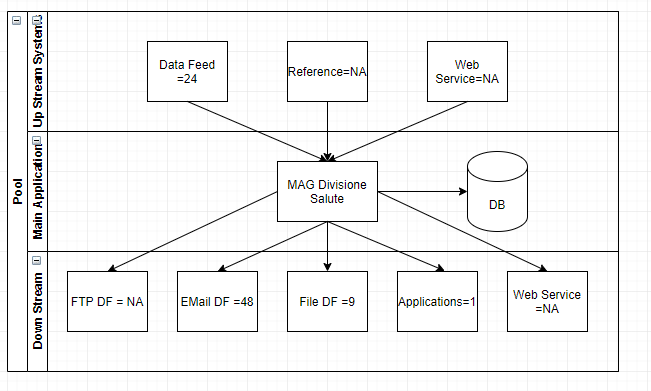 Pool
Up Stream System
Data Feed
=24
Reference=NA
Web
Service=NA
Main Application
MAG Divisione
Salute
DB
Down Stream
FTP DF = NA
EMail DF =48
File DF =9
Applications=1
Web Service
=NA